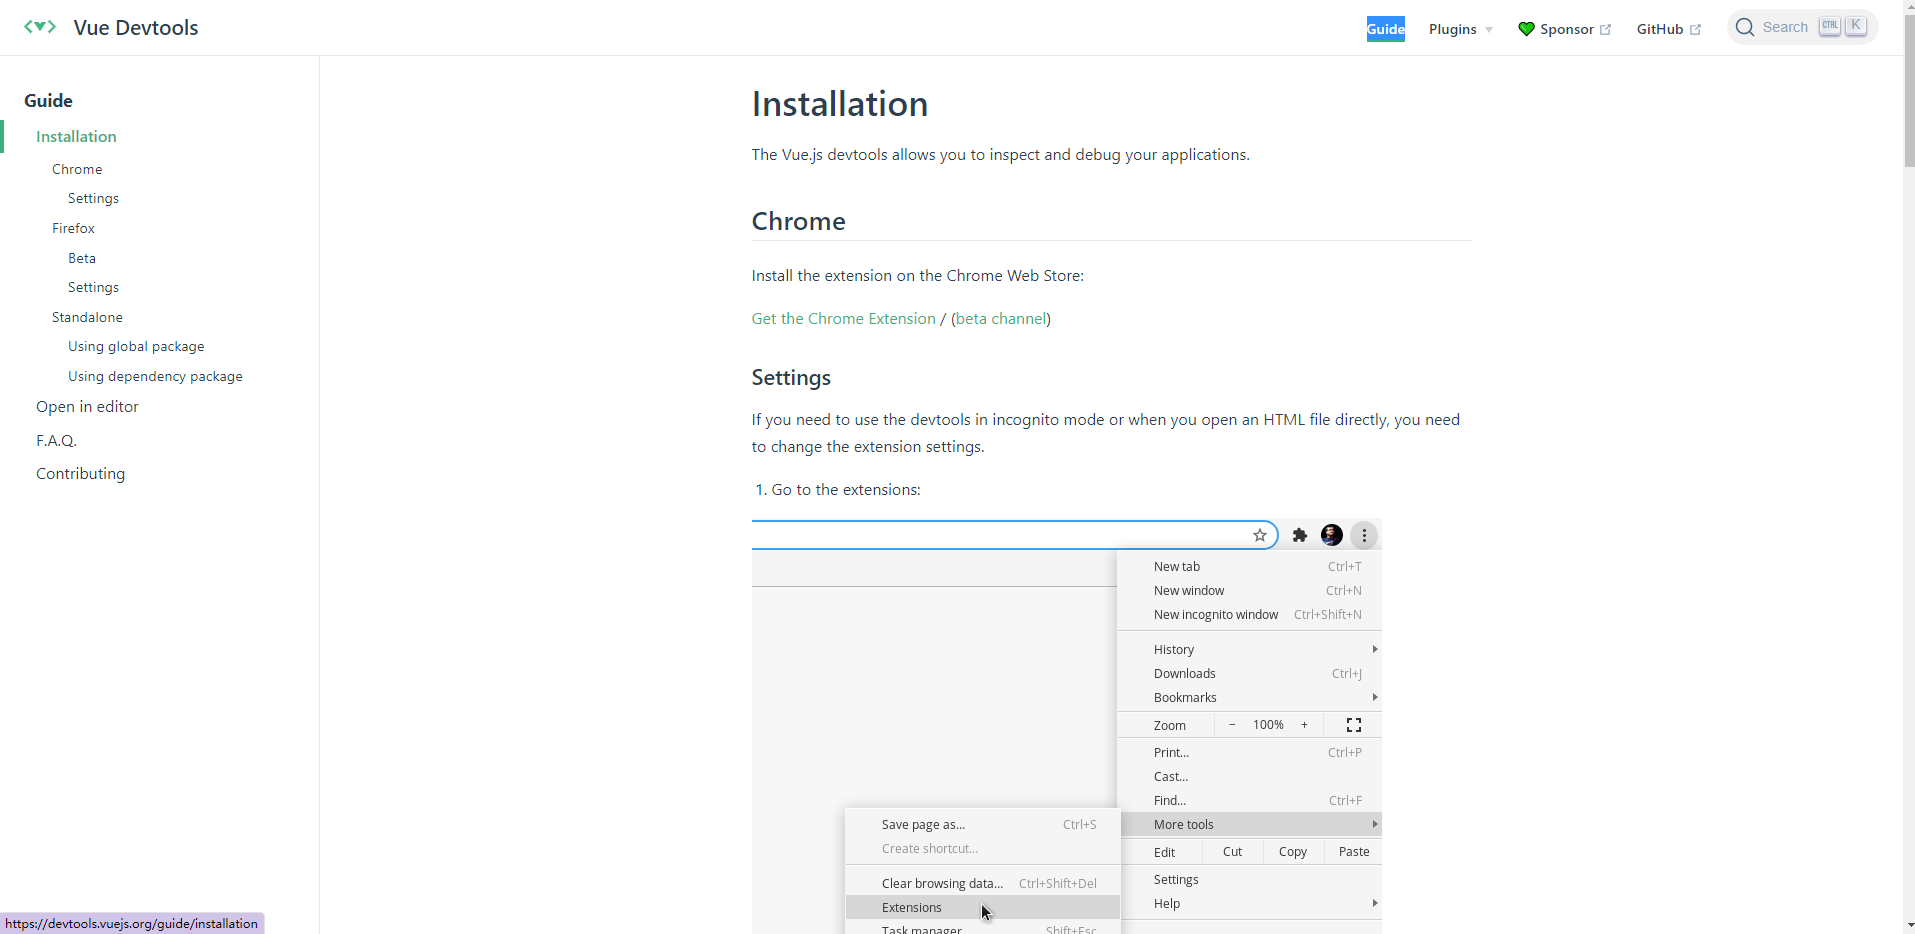 Vue Devtools
Guide
Plugins
Sponsor
GitHub
Search
CTRL
K
Guide
Installation
Chrome
Settings
Firefox
Beta
Settings
Standalone
Using global package
Using dependency package
Open in editor
F.A.Q.
Contributing
Installation
The Vue.js devtools allows you to inspect and debug your applications.
Chrome
Install the extension on the Chrome Web Store:
Get the Chrome Extension / (beta channel)
Settings
If you need to use the devtools in incognito mode or when you open an HTML file directly, you need
to change the extension settings.
1. Go to the extensions:
New tab Ctrl+T
New window Ctrl+N
New incognito window Ctrl+Shift+N
History
Downloads Ctrl+J
Bookmarks
Zoom − 100% +
Print... Ctrl+P
Cast...
Find... Ctrl+F
More tools
Edit Cut Copy Paste
Settings
Help
Save page as... Ctrl+S
Create shortcut...
Clear browsing data... Ctrl+Shift+Del
Extensions
Task manager Shift+Esc
https://devtools.vuejs.org/guide/installation